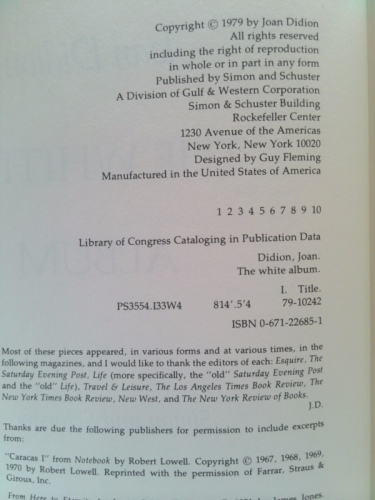 Copyright © 1979 by Joan Didion
All rights reserved
including the right of reproduction
in whole or in part in any form
Published by Simon and Schuster
A Division of Gulf & Western Corporation
Simon & Schuster Building
Rockefeller Center
1230 Avenue of the Americas
New York, New York 10020
Designed by Guy Fleming
Manufactured in the United States of America
1 2 3 4 5 6 7 8 9 10
Library of Congress Cataloging in Publication Data
Didion, Joan.
The white album.
I. Title.
PS3554.I33W4 814'.5'4 79-10242
ISBN 0-671-22685-1
Most of these pieces appeared, in various forms and at various times, in the
following magazines, and I would like to thank the editors of each: Esquire, The
Saturday Evening Post, Life (more specifically, the "old" Saturday Evening Post
and the "old" Life), Travel & Leisure, The Los Angeles Times Book Review, The
New York Times Book Review, New West, and The New York Review of Books.
J.D.
Thanks are due the following publishers for permission to include excerpts
from:
"Caracas I" from Notebook by Robert Lowell. Copyright © 1967, 1968, 1969,
1970 by Robert Lowell. Reprinted with the permission of Farrar, Straus &
Giroux, Inc.
From Here to Eternity James Jones.